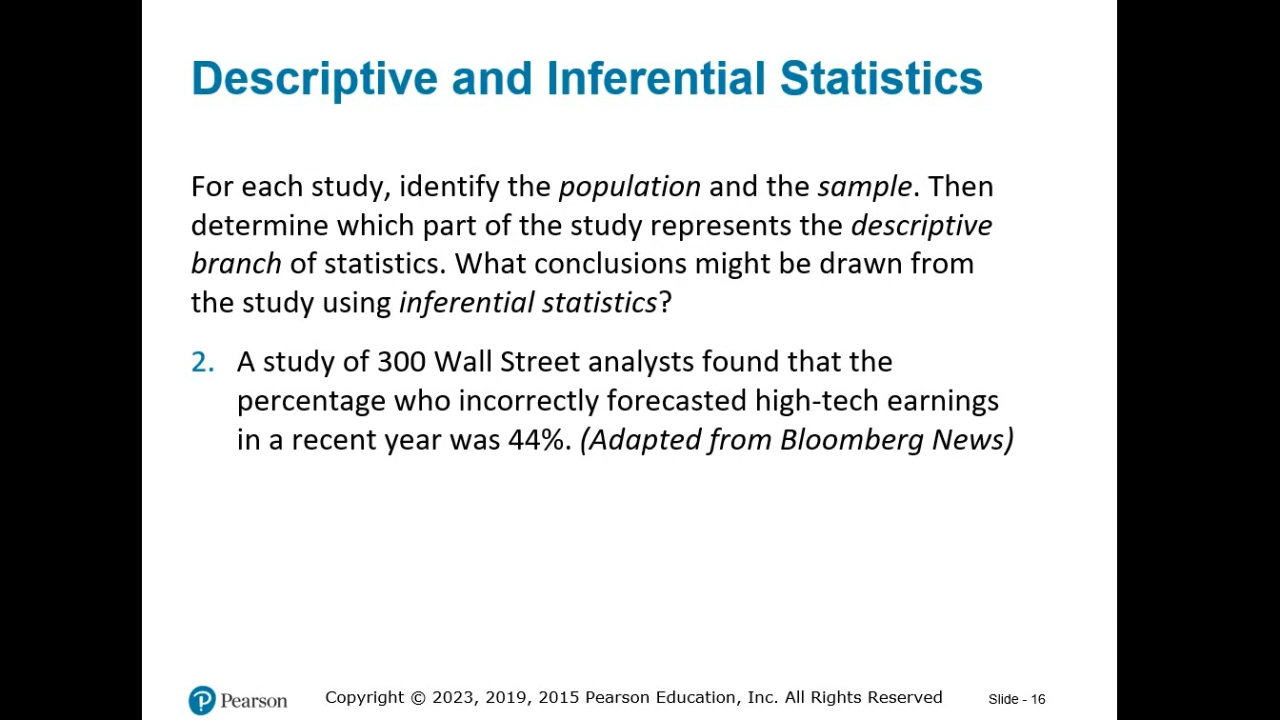 Descriptive and Inferential Statistics
For each study, identify the population and the sample. Then
determine which part of the study represents the descriptive
branch of statistics. What conclusions might be drawn from
the study using inferential statistics?
2. A study of 300 Wall Street analysts found that the
percentage who incorrectly forecasted high-tech earnings
in a recent year was 44%. (Adapted from Bloomberg News)
P Pearson
Copyright © 2023, 2019, 2015 Pearson Education, Inc. All Rights Reserved
Slide - 16